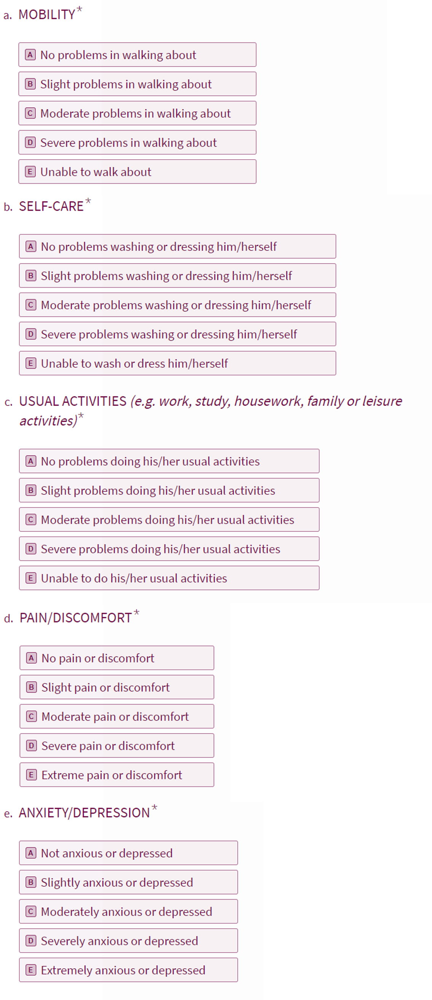 a. MOBILITY*
A No problems in walking about
B Slight problems in walking about
C Moderate problems in walking about
D Severe problems in walking about
E Unable to walk about
b. SELF-CARE*
A No problems washing or dressing him/herself
B Slight problems washing or dressing him/herself
C Moderate problems washing or dressing him/herself
D Severe problems washing or dressing him/herself
E Unable to wash or dress him/herself
c. USUAL ACTIVITIES (e.g. work, study, housework, family or leisure
activities)*
A No problems doing his/her usual activities
B Slight problems doing his/her usual activities
C Moderate problems doing his/her usual activities
D Severe problems doing his/her usual activities
E Unable to do his/her usual activities
d. PAIN/DISCOMFORT*
A No pain or discomfort
B Slight pain or discomfort
C Moderate pain or discomfort
D Severe pain or discomfort
E Extreme pain or discomfort
e. ANXIETY/DEPRESSION*
A Not anxious or depressed
B Slightly anxious or depressed
C Moderately anxious or depressed
D Severely anxious or depressed
E Extremely anxious or depressed